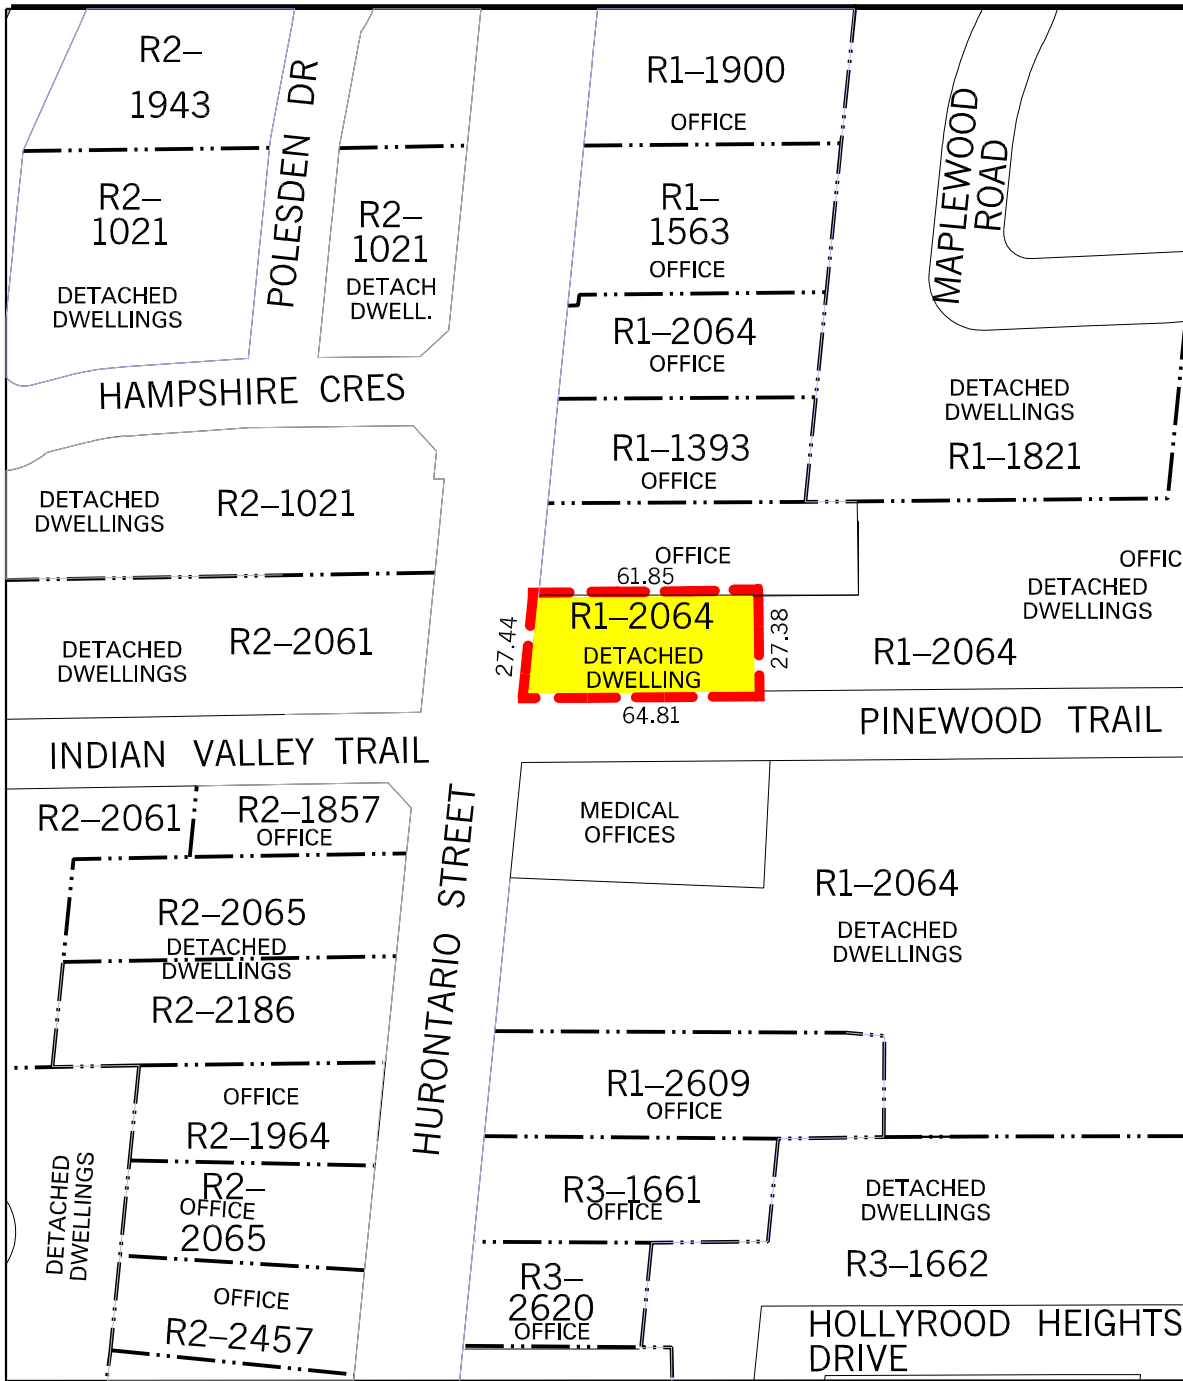 R2–
1943
POLESDEN DR
R1–1900
OFFICE
MAPLEWOOD
ROAD
R2–
1021
DETACHED
DWELLINGS
R2–
1021
DETACH
DWELL.
R1–
1563
OFFICE
R1–2064
OFFICE
HAMPSHIRE CRES
DETACHED
DWELLINGS
R1–1821
R1–1393
OFFICE
DETACHED
DWELLINGS
R2–1021
OFFICE
OFFIC
DETACHED
DWELLINGS
R1–2064
61.85
27.44
R1–2064
DETACHED
DWELLING
27.38
64.81
DETACHED
DWELLINGS
R2–2061
PINEWOOD TRAIL
INDIAN VALLEY TRAIL
R2–2061
R2–1857
OFFICE
HURONTARIO STREET
MEDICAL
OFFICES
R1–2064
DETACHED
DWELLINGS
R2–2065
DETACHED
DWELLINGS
R2–2186
R1–2609
OFFICE
OFFICE
R2–1964
DETACHED
DWELLINGS
R2–
OFFICE
2065
R3–1661
OFFICE
DETACHED
DWELLINGS
R3–1662
OFFICE
R2–2457
R3–
2620
OFFICE
HOLLYROOD HEIGHTS
DRIVE